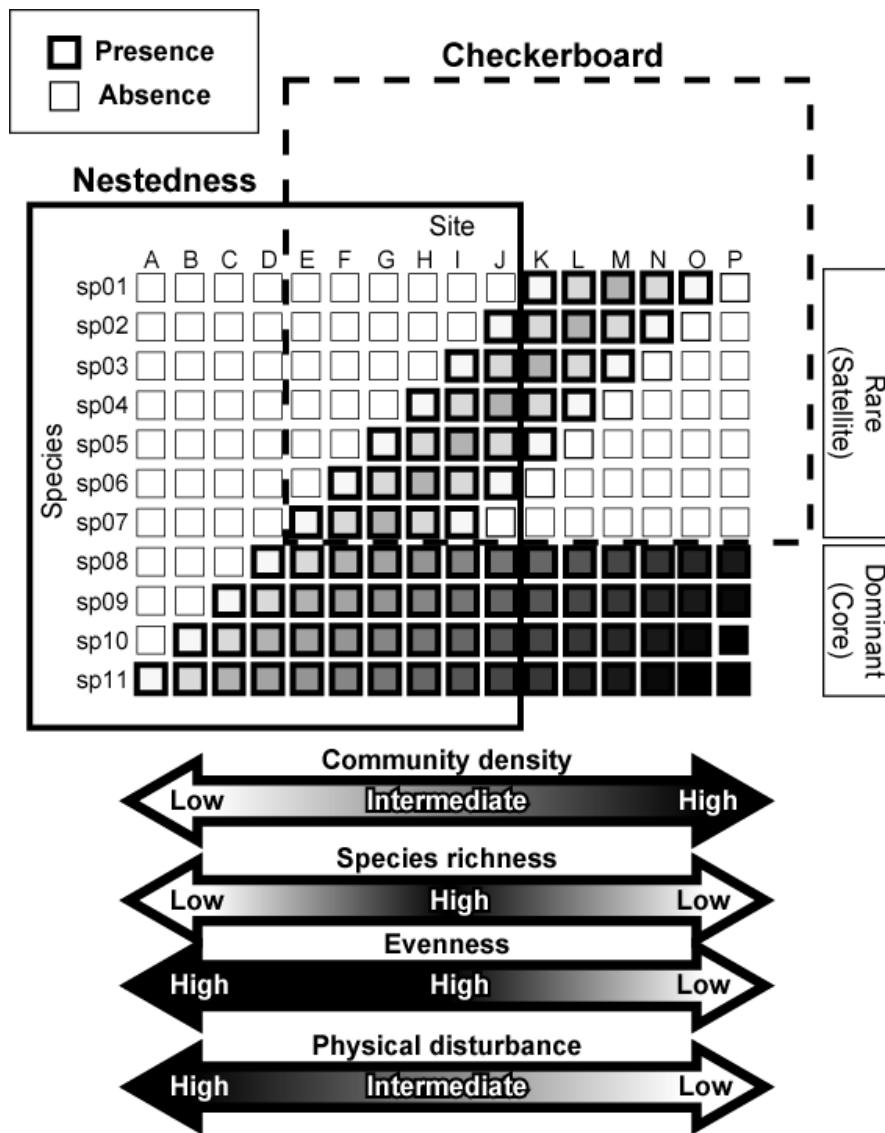 Presence
Absence
Checkerboard
Nestedness
Site
A B C D E F G H I J K L M N O P
Species
sp01
sp02
sp03
sp04
sp05
sp06
sp07
sp08
sp09
sp10
sp11
Rare
(Satellite)
Dominant
(Core)
Community density
Low Intermediate High
Species richness
Low High Low
Evenness
High High Low
Physical disturbance
High Intermediate Low